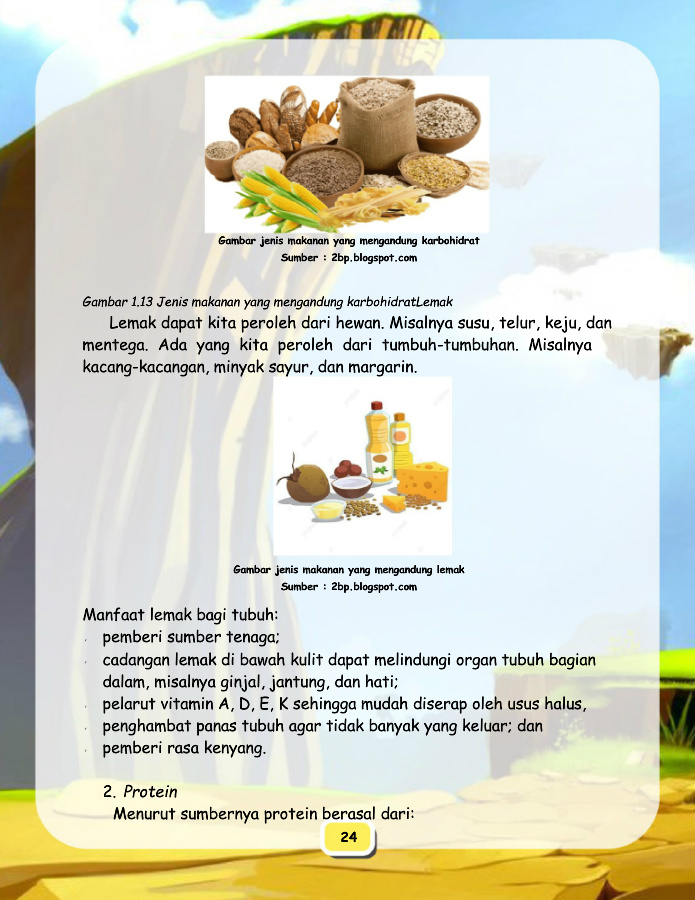 Gambar jenis makanan yang mengandung karbohidrat
Sumber : 2bp.blogspot.com
Gambar 1.13 Jenis makanan yang mengandung karbohidratLemak
Lemak dapat kita peroleh dari hewan. Misalnya susu, telur, keju, dan
mentega. Ada yang kita peroleh dari tumbuh-tumbuhan. Misalnya
kacang-kacangan, minyak sayur, dan margarin.
Gambar jenis makanan yang mengandung lemak
Sumber : 2bp.blogspot.com
Manfaat lemak bagi tubuh:
pemberi sumber tenaga;
cadangan lemak di bawah kulit dapat melindungi organ tubuh bagian
dalam, misalnya ginjal, jantung, dan hati;
pelarut vitamin A, D, E, K sehingga mudah diserap oleh usus halus,
penghambat panas tubuh agar tidak banyak yang keluar; dan
pemberi rasa kenyang.
2. Protein
Menurut sumbernya protein berasal dari:
24